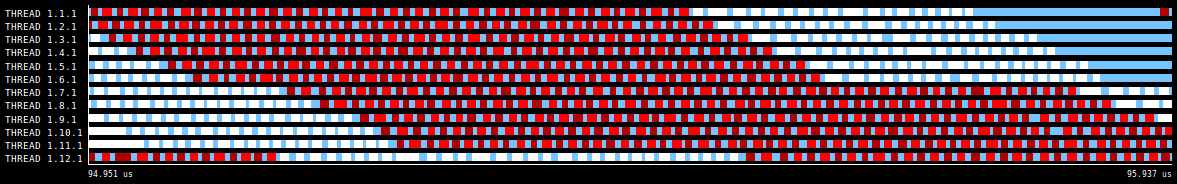 THREAD 1.1.1
THREAD 1.2.1
THREAD 1.3.1
THREAD 1.4.1
THREAD 1.5.1
THREAD 1.6.1
THREAD 1.7.1
THREAD 1.8.1
THREAD 1.9.1
THREAD 1.10.1
THREAD 1.11.1
THREAD 1.12.1
94.951 us 95.937 us